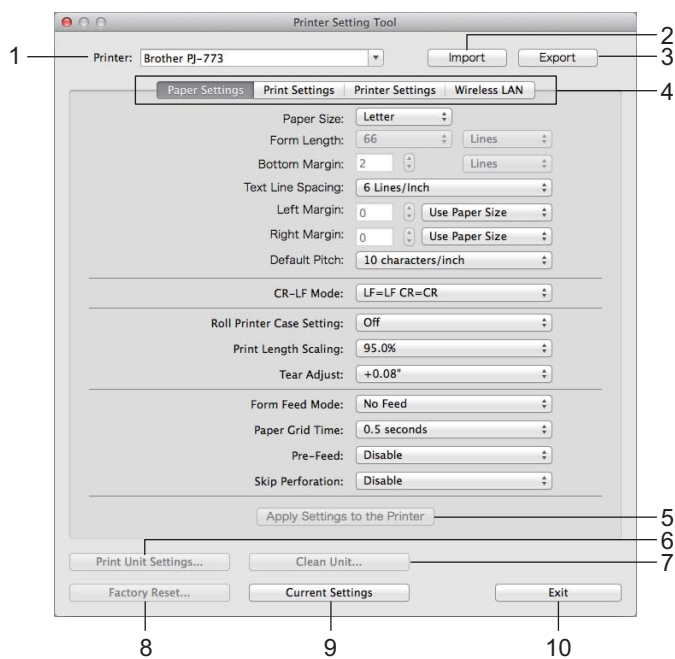 Printer Setting Tool
1 Printer: Brother PJ-773 Import Export 2 3
Paper Settings Print Settings Printer Settings Wireless LAN 4
Paper Size: Letter
Form Length: 66 Lines
Bottom Margin: 2 Lines
Text Line Spacing: 6 Lines/Inch
Left Margin: 0 Use Paper Size
Right Margin: 0 Use Paper Size
Default Pitch: 10 characters/inch
CR-LF Mode: LF=LF CR=CR
Roll Printer Case Setting: Off
Print Length Scaling: 95.0%
Tear Adjust: +0.08"
Form Feed Mode: No Feed
Paper Grid Time: 0.5 seconds
Pre-Feed: Disable
Skip Perforation: Disable
Apply Settings to the Printer 5
6
Print Unit Settings... Clean Unit... 7
Factory Reset... Current Settings Exit
8 9 10